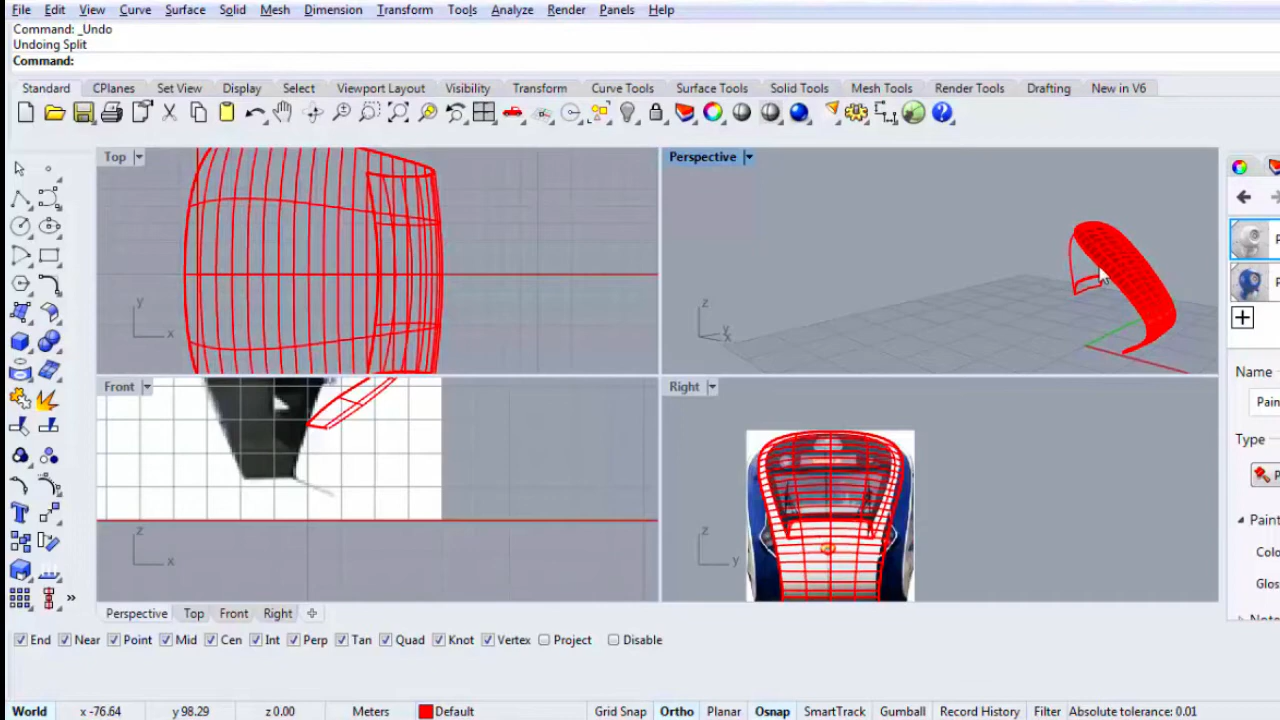 File Edit View Curve Surface Solid Mesh Dimension Transform Tools Analyze Render Panels Help
Command: _Undo
Undoing Split
Command:
Standard CPlanes Set View Display Select Viewport Layout Visibility Transform Curve Tools Surface Tools Solid Tools Mesh Tools Render Tools Drafting New in V6
Top
Perspective
y
x
z
y
x
Front
Right
z
x
z
y
Name
Type
Perspective Top Front Right
End Near Point Mid Cen Int Perp Tan Quad Knot Vertex Project Disable
World x -76.64 y 98.29 z 0.00 Meters Default Grid Snap Ortho Planar Osnap SmartTrack Gumball Record History Filter Absolute tolerance: 0.01